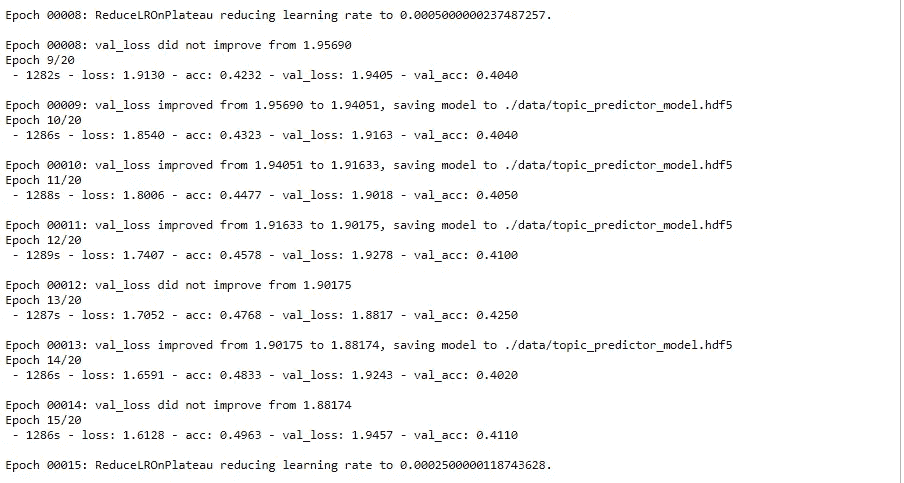 Epoch 00008: ReduceLROnPlateau reducing learning rate to 0.0005000000237487257.
Epoch 00008: val_loss did not improve from 1.95690
Epoch 9/20
- 1282s - loss: 1.9130 - acc: 0.4232 - val_loss: 1.9405 - val_acc: 0.4040
Epoch 00009: val_loss improved from 1.95690 to 1.94051, saving model to ./data/topic_predictor_model.hdf5
Epoch 10/20
- 1286s - loss: 1.8540 - acc: 0.4323 - val_loss: 1.9163 - val_acc: 0.4040
Epoch 00010: val_loss improved from 1.94051 to 1.91633, saving model to ./data/topic_predictor_model.hdf5
Epoch 11/20
- 1288s - loss: 1.8006 - acc: 0.4477 - val_loss: 1.9018 - val_acc: 0.4050
Epoch 00011: val_loss improved from 1.91633 to 1.90175, saving model to ./data/topic_predictor_model.hdf5
Epoch 12/20
- 1289s - loss: 1.7407 - acc: 0.4578 - val_loss: 1.9278 - val_acc: 0.4100
Epoch 00012: val_loss did not improve from 1.90175
Epoch 13/20
- 1287s - loss: 1.7052 - acc: 0.4768 - val_loss: 1.8817 - val_acc: 0.4250
Epoch 00013: val_loss improved from 1.90175 to 1.88174, saving model to ./data/topic_predictor_model.hdf5
Epoch 14/20
- 1286s - loss: 1.6591 - acc: 0.4833 - val_loss: 1.9243 - val_acc: 0.4020
Epoch 00014: val_loss did not improve from 1.88174
Epoch 15/20
- 1286s - loss: 1.6128 - acc: 0.4963 - val_loss: 1.9457 - val_acc: 0.4110
Epoch 00015: ReduceLROnPlateau reducing learning rate to 0.0002500000118743628.